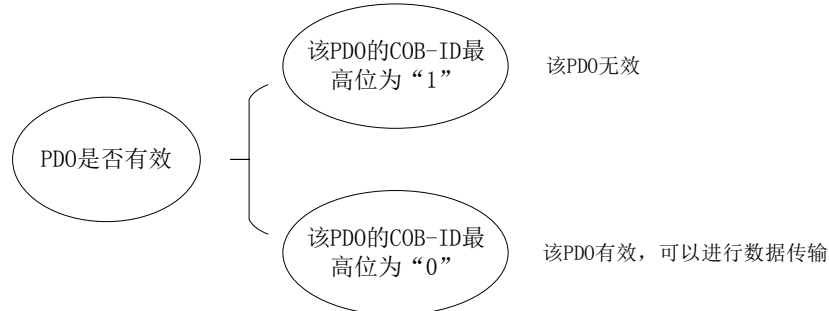 该PDO的COB-ID最
高位为“1”
该PDO无效
PDO是否有效
该PDO的COB-ID最
高位为“0”
该PDO有效，可以进行数据传输